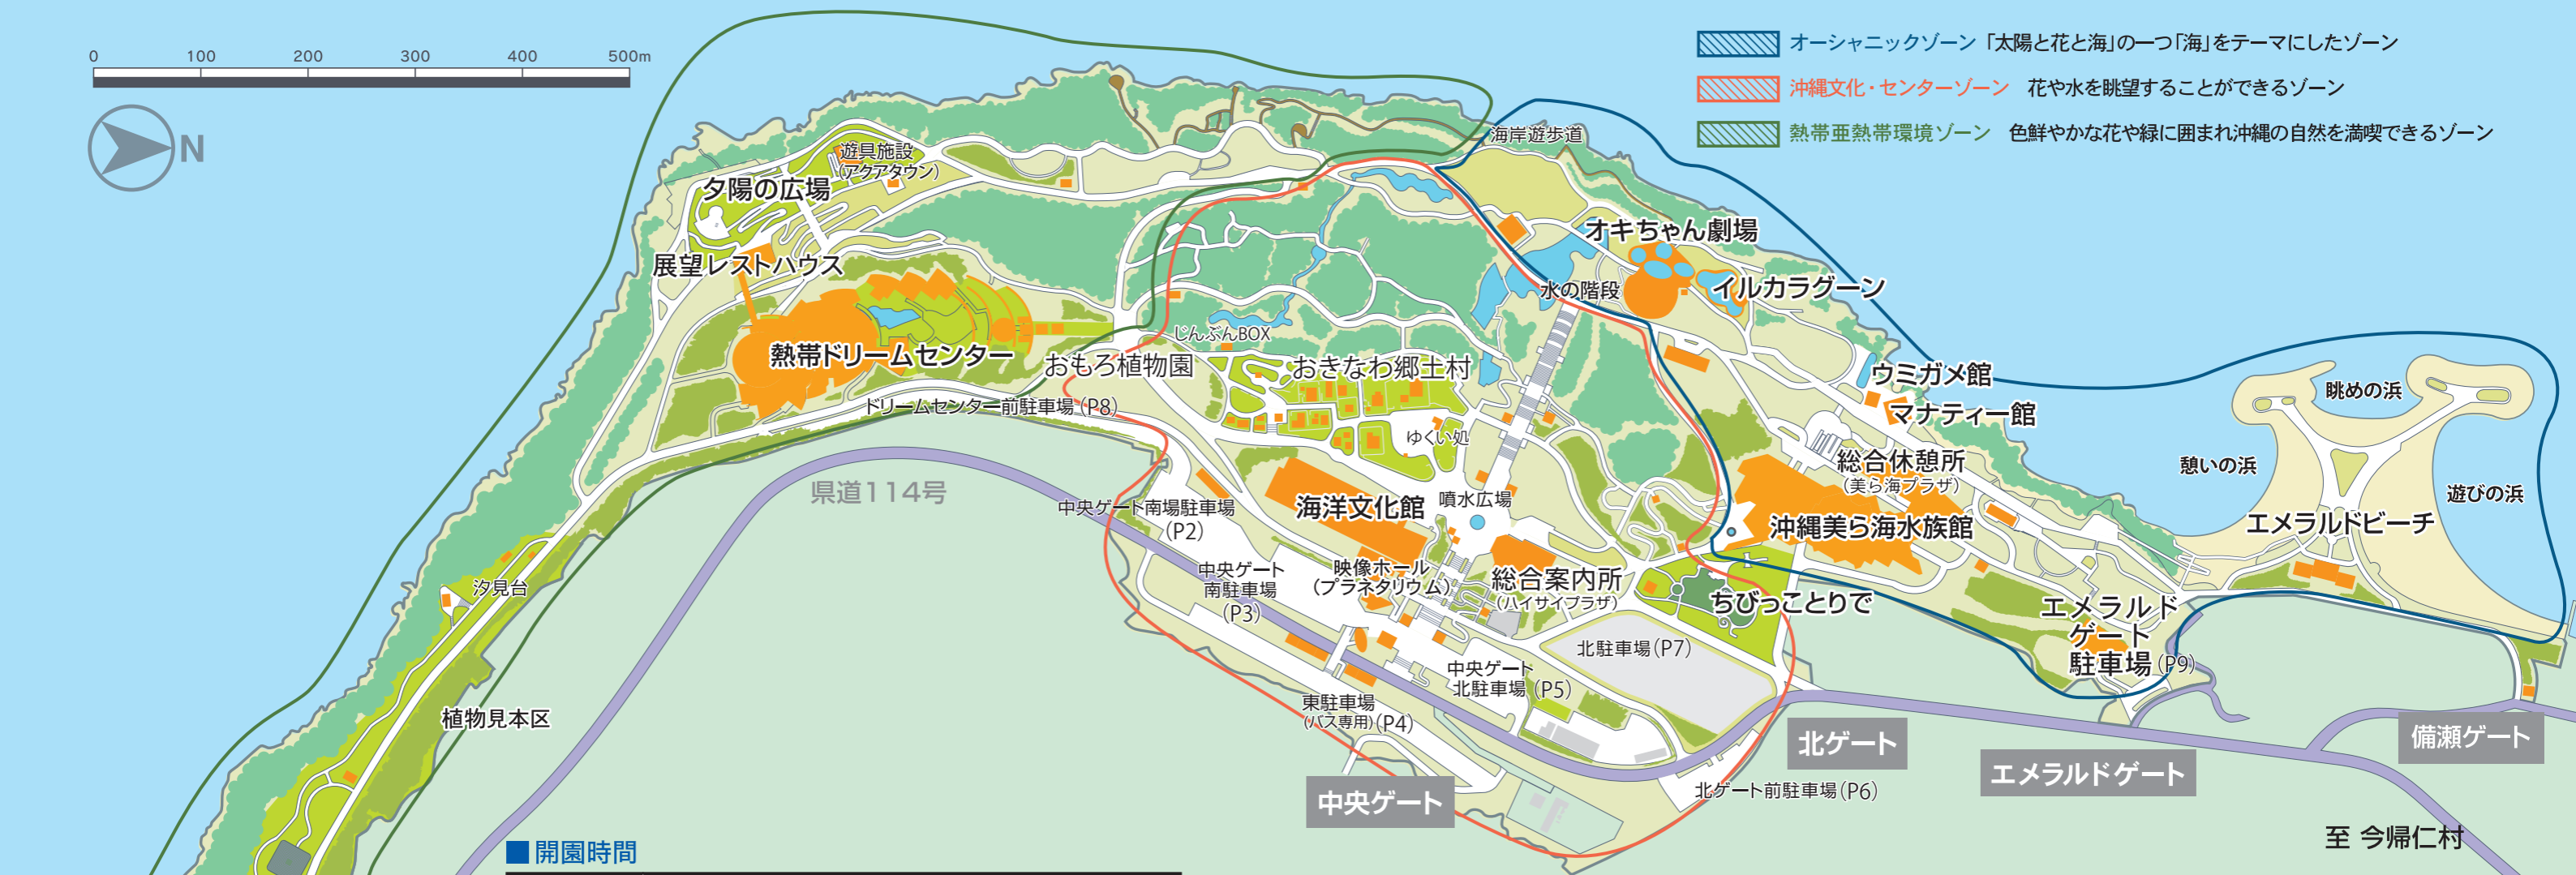 0 100 200 300 400 500m
N
オーシャニックゾーン 「太陽と花と海」の一つ「海」をテーマにしたゾーン
沖縄文化・センターゾーン 花や水を眺望することができるゾーン
熱帯亜熱帯環境ゾーン 色鮮やかな花や緑に囲まれ沖縄の自然を満喫できるゾーン
海岸遊歩道
遊具施設
(アクアタウン)
夕陽の広場
展望レストハウス
オキちゃん劇場
イルカラグーン
水の階段
じんぶんBOX
熱帯ドリームセンター
おもろ植物園
おきなわ郷土村
ウミガメ館
マナティー館
眺めの浜
ドリームセンター前駐車場(P8)
ゆくい処
総合休憩所
(美ら海プラザ)
憩いの浜
遊びの浜
県道114号
中央ゲート南場駐車場
(P2)
海洋文化館
噴水広場
沖縄美ら海水族館
エメラルドビーチ
汐見台
中央ゲート
南駐車場
(P3)
映像ホール
(プラネタリウム)
総合案内所
(ハイサイプラザ)
ちびっことりで
エメラルド
ゲート
駐車場(P9)
北駐車場(P7)
中央ゲート
北駐車場(P5)
東駐車場
(バス専用)(P4)
植物見本区
北ゲート
備瀬ゲート
エメラルドゲート
中央ゲート
北ゲート前駐車場(P6)
至 今帰仁村
■開園時間